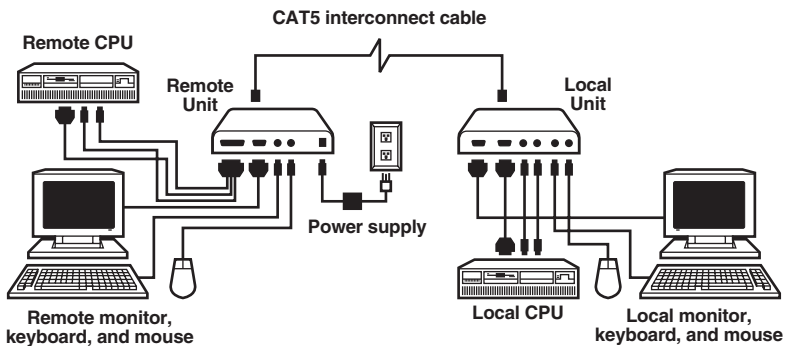 CAT5 interconnect cable
Remote CPU
Remote
Unit
Local
Unit
Power supply
Local CPU
Remote monitor,
keyboard, and mouse
Local monitor,
keyboard, and mouse